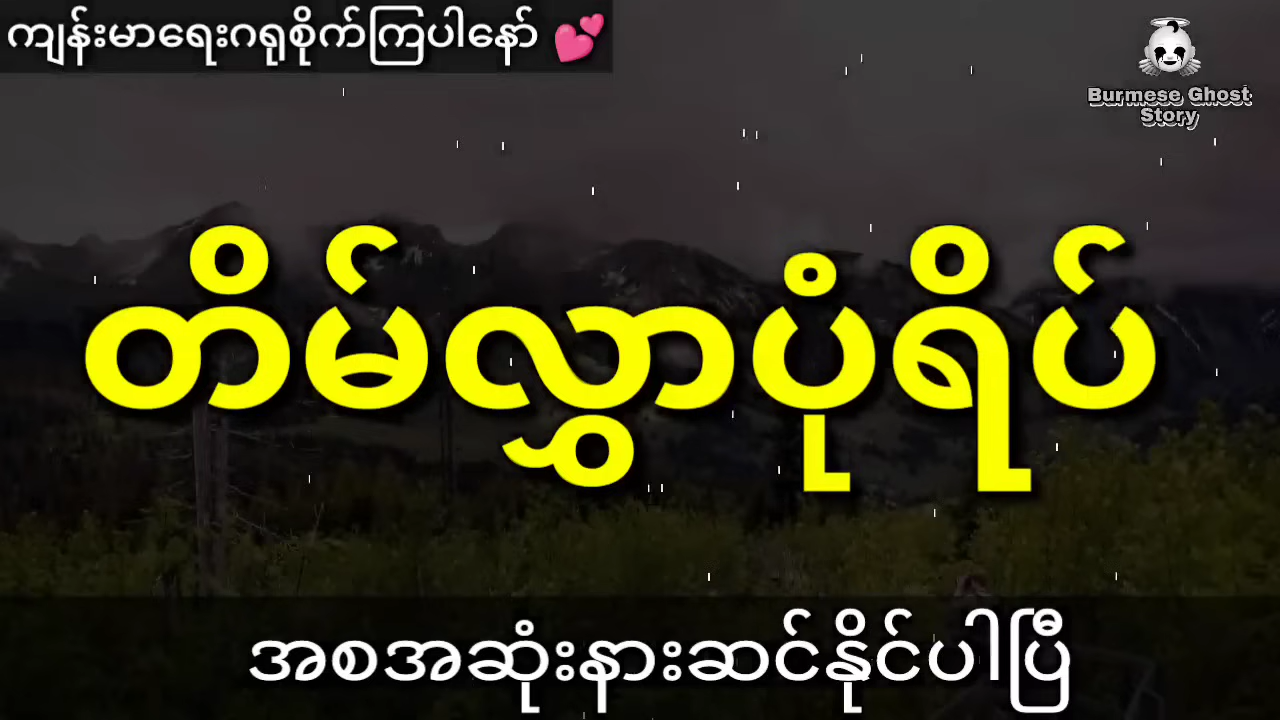 ကျန်းမာရေးဂရုစိုက်ကြပါနော် 💕
Burmese Ghost
Story
တိမ်လွှာပုံရိပ်
အစအဆုံးနားဆင်နိုင်ပါပြီ